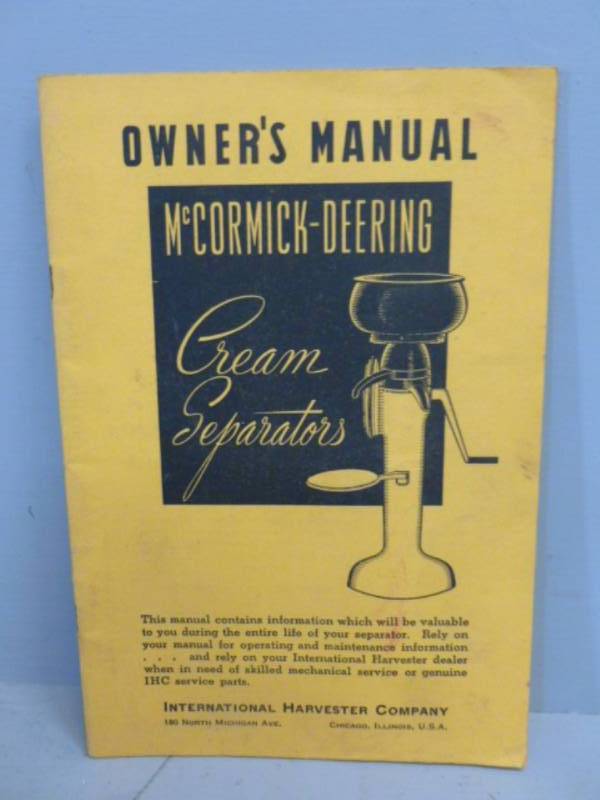 OWNER'S MANUAL
McCORMICK-DEERING
Cream
Separators
This manual contains information which will be valuable
to you during the entire life of your separator. Rely on
your manual for operating and maintenance information
. . . and rely on your International Harvester dealer
when in need of skilled mechanical service or genuine
IHC service parts.
INTERNATIONAL HARVESTER COMPANY
180 NORTH MICHIGAN AVE. CHICAGO, ILLINOIS, U.S.A.